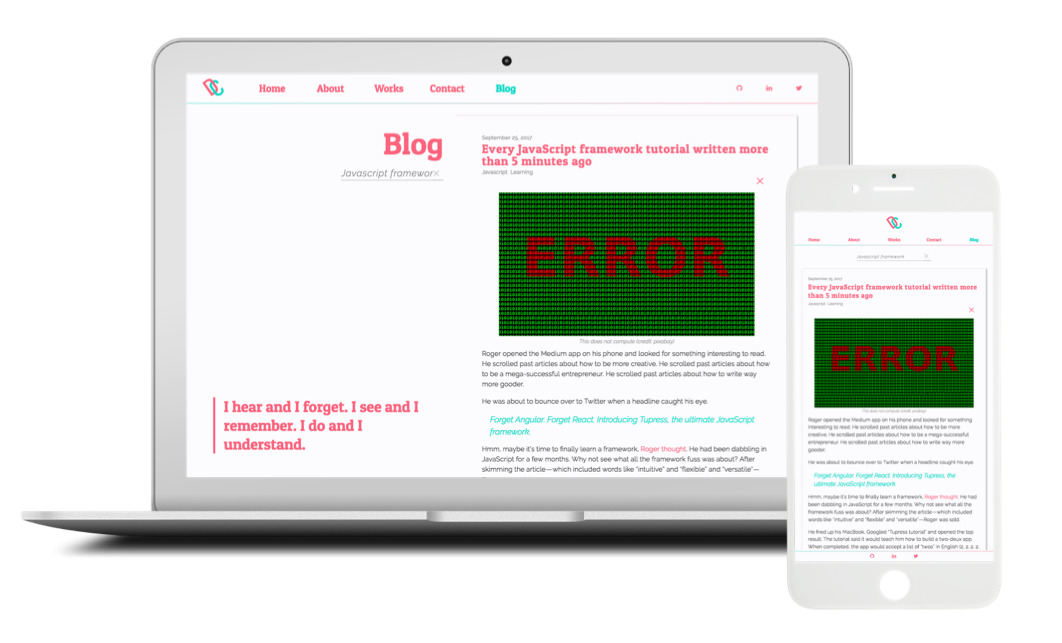 Home About Works Contact Blog
Blog
Javascript framewor
I hear and I forget. I see and I
remember. I do and I
understand.
September 25, 2017
Every JavaScript framework tutorial written more
than 5 minutes ago
Javascript Learning
ERROR
This does not compute (credit: pixabay)
Roger opened the Medium app on his phone and looked for something interesting to read.
He scrolled past articles about how to be more creative. He scrolled past articles about how
to be a mega-successful entrepreneur. He scrolled past articles about how to write way
more gooder.
He was about to bounce over to Twitter when a headline caught his eye.
Forget Angular. Forget React. Introducing Tupress, the ultimate JavaScript
framework.
Hmm, maybe it's time to finally learn a framework, Roger thought. He had been dabbling in
JavaScript for a few months. Why not see what all the framework fuss was about? After
skimming the article—which included words like "intuitive" and "flexible" and "versatile"—
Home About Works Contact Blog
Javascript framework
September 25, 2017
Every JavaScript framework tutorial written more
than 5 minutes ago
Javascript Learning
ERROR
This does not compute (credit: pixabay)
Roger opened the Medium app on his phone and looked for something
interesting to read. He scrolled past articles about how to be more
creative. He scrolled past articles about how to be a mega-successful
entrepreneur. He scrolled past articles about how to write way more
gooder.
He was about to bounce over to Twitter when a headline caught his eye.
Forget Angular. Forget React. Introducing Tupress, the
ultimate JavaScript framework.
Hmm, maybe it's time to finally learn a framework, Roger thought. He had
been dabbling in JavaScript for a few months. Why not see what all the
framework fuss was about? After skimming the article—which included
words like "intuitive" and "flexible" and "versatile"—Roger was sold.
He fired up his MacBook, Googled "Tupress tutorial" and opened the top
result. The tutorial said it would teach him how to build a two-deux app.
When completed, the app would accept a list of "twos" in English (2, 2, 2, 2,